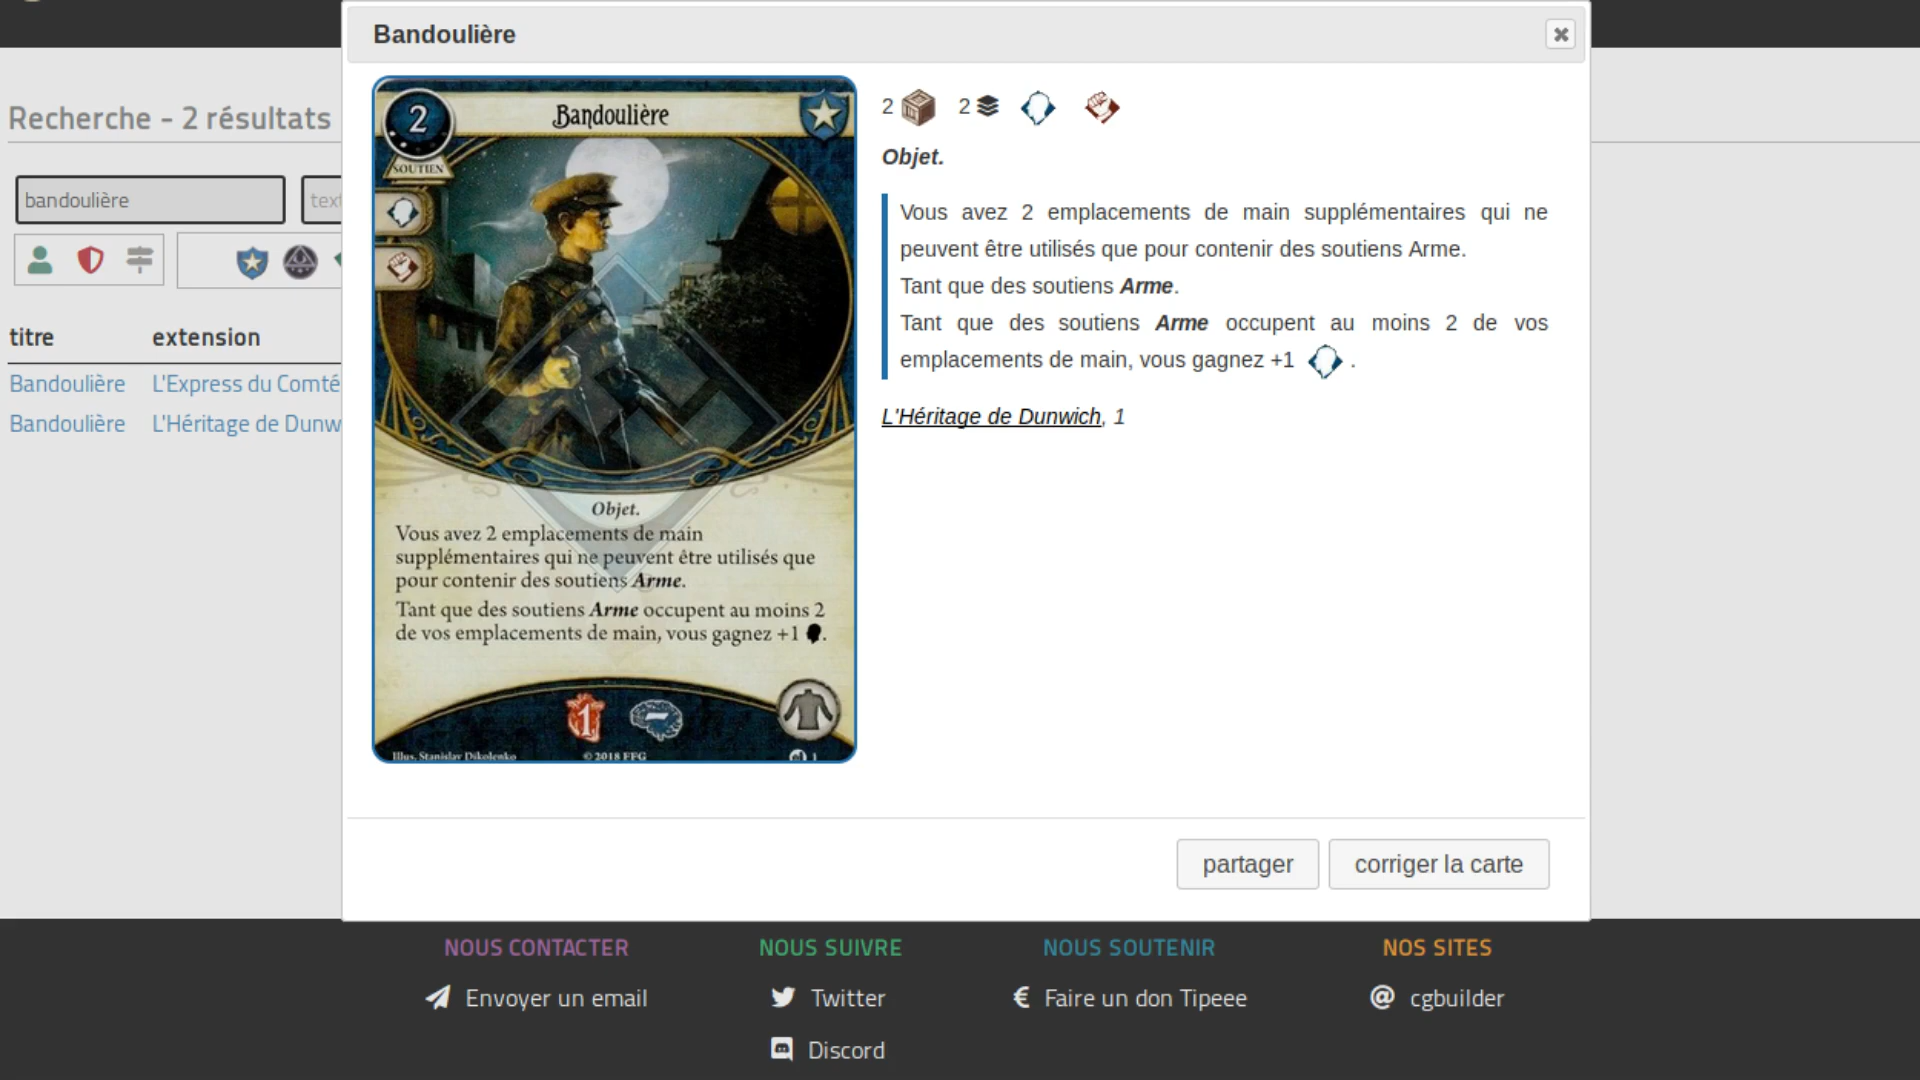 Bandoulière
Recherche - 2 résultats
bandoulière
text
titre extension
Bandoulière L'Express du Comté
Bandoulière L'Héritage de Dunw
2
Bandoulière
SOUTIEN
Objet.
Vous avez 2 emplacements de main
supplémentaires qui ne peuvent être utilisés que
pour contenir des soutiens Arme.
Tant que des soutiens Arme occupent au moins 2
de vos emplacements de main, vous gagnez +1 .
1 -
Illus. Stanislav Dikolenko © 2018 FFG 1
2 2
Objet.
Vous avez 2 emplacements de main supplémentaires qui ne
peuvent être utilisés que pour contenir des soutiens Arme.
Tant que des soutiens Arme.
Tant que des soutiens Arme occupent au moins 2 de vos
emplacements de main, vous gagnez +1 .
L'Héritage de Dunwich, 1
partager corriger la carte
NOUS CONTACTER NOUS SUIVRE NOUS SOUTENIR NOS SITES
Envoyer un email Twitter € Faire un don Tipeee @ cgbuilder
Discord